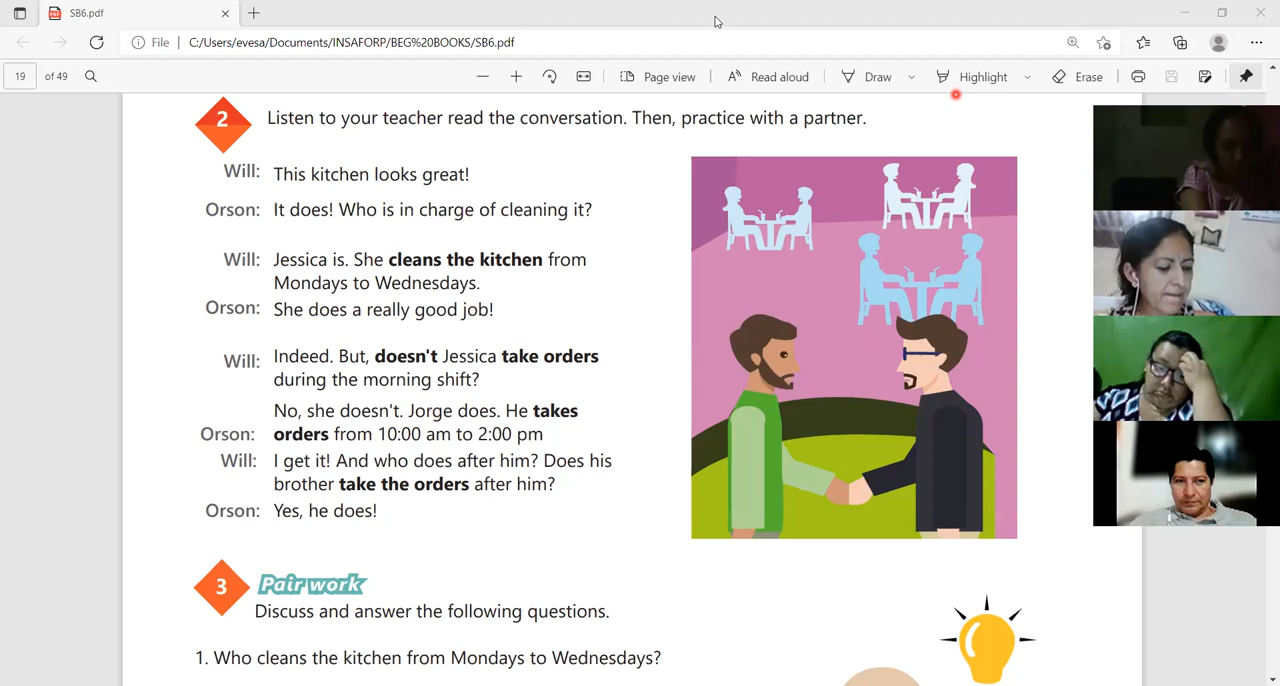 SB6.pdf
File | C:/Users/evesa/Documents/INSAFORP/BEG%20BOOKS/SB6.pdf
19 of 49 Page view Read aloud Draw Highlight Erase
2 Listen to your teacher read the conversation. Then, practice with a partner.
Will: This kitchen looks great!
Orson: It does! Who is in charge of cleaning it?
Will: Jessica is. She cleans the kitchen from
Mondays to Wednesdays.
Orson: She does a really good job!
Will: Indeed. But, doesn't Jessica take orders
during the morning shift?
No, she doesn't. Jorge does. He takes
Orson: orders from 10:00 am to 2:00 pm
Will: I get it! And who does after him? Does his
brother take the orders after him?
Orson: Yes, he does!
3 Pair work
Discuss and answer the following questions.
1. Who cleans the kitchen from Mondays to Wednesdays?